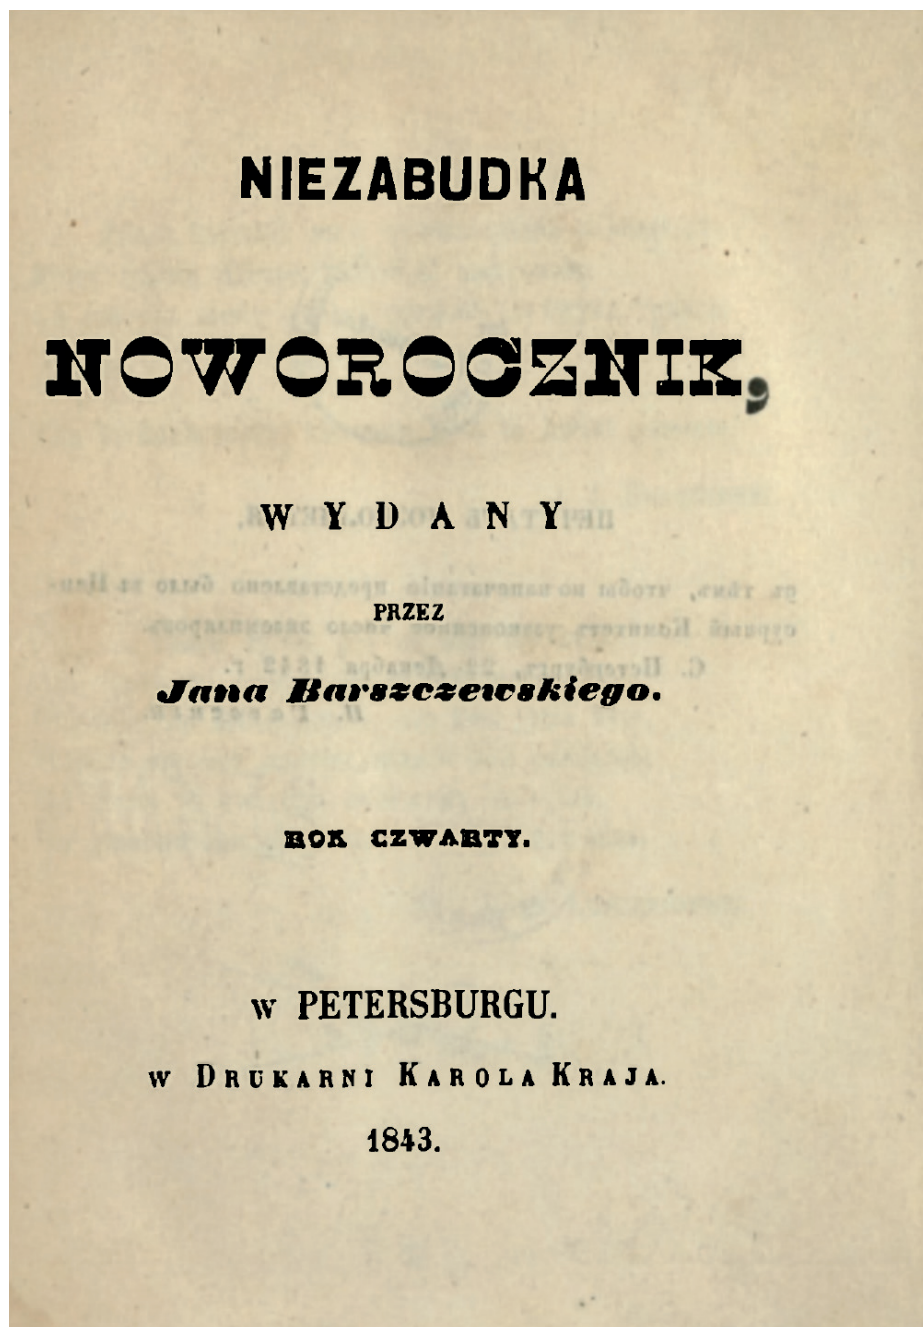 NIEZABUDKA
NOWOROCZNIK,
WYDANY
PRZEZ
Jana Barszczewskiego.
ROK CZWARTY.
W PETERSBURGU.
W DRUKARNI KAROLA KRAJA.
1843.